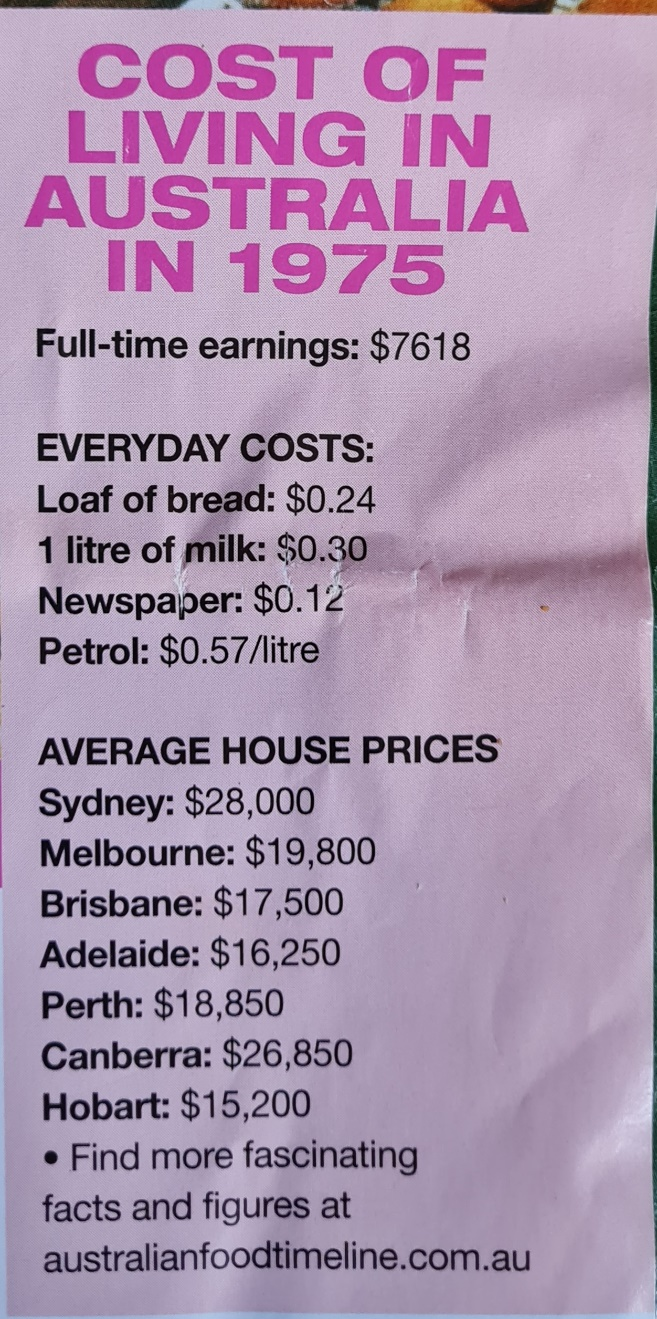 COST OF
LIVING IN
AUSTRALIA
IN 1975
Full-time earnings: $7618
EVERYDAY COSTS:
Loaf of bread: $0.24
1 litre of milk: $0.30
Newspaper: $0.12
Petrol: $0.57/litre
AVERAGE HOUSE PRICES
Sydney: $28,000
Melbourne: $19,800
Brisbane: $17,500
Adelaide: $16,250
Perth: $18,850
Canberra: $26,850
Hobart: $15,200
• Find more fascinating
facts and figures at
australianfoodtimeline.com.au